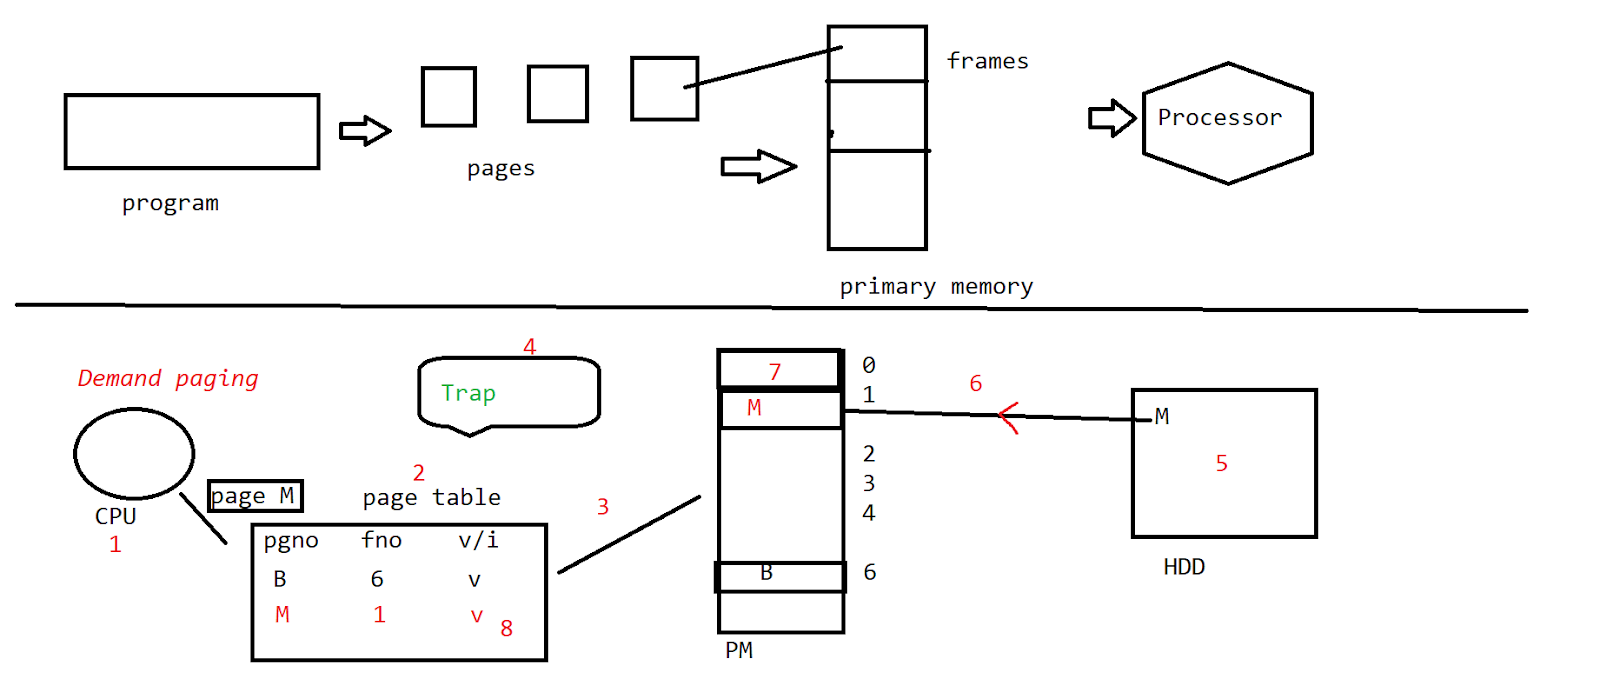 frames
Processor
pages
program
primary memory
Demand paging
4
Trap
7
0
M
1
6
M
5
2
page M
page table
3
2
3
4
CPU
1
pgno fno v/i
B 6 v
M 1 v
8
B
6
HDD
PM